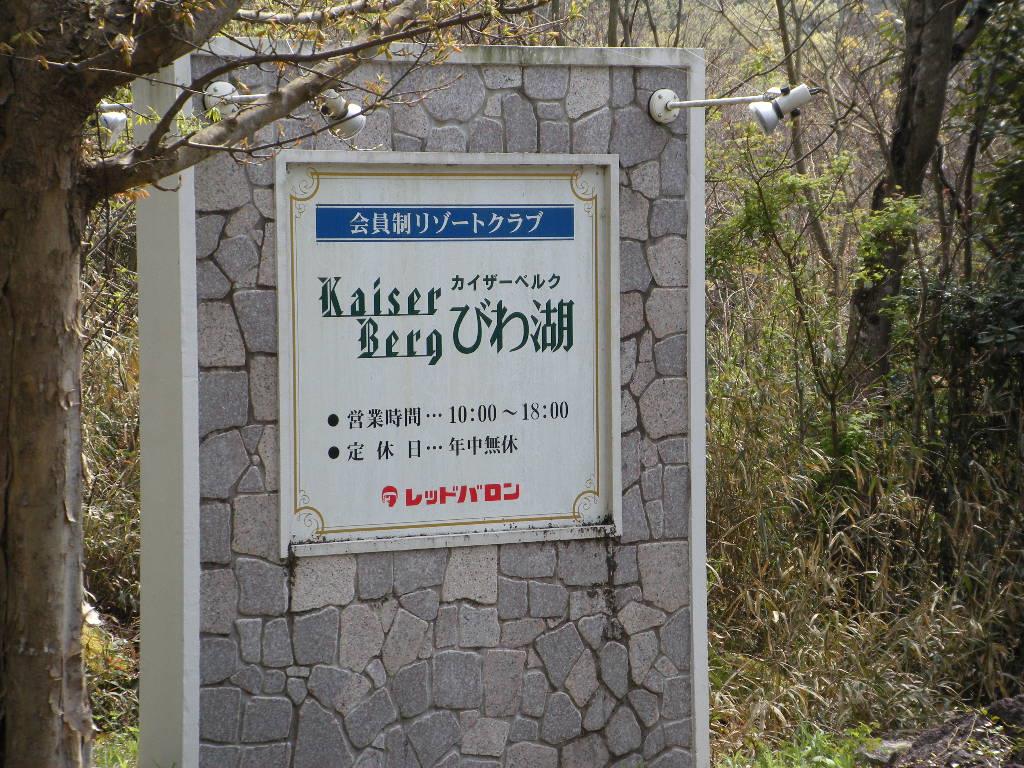 会員制リゾートクラブ
Kaiser カイザーベルク
Berg びわ湖
● 営業時間…10:00～18:00
● 定休日…年中無休
レッドバロン